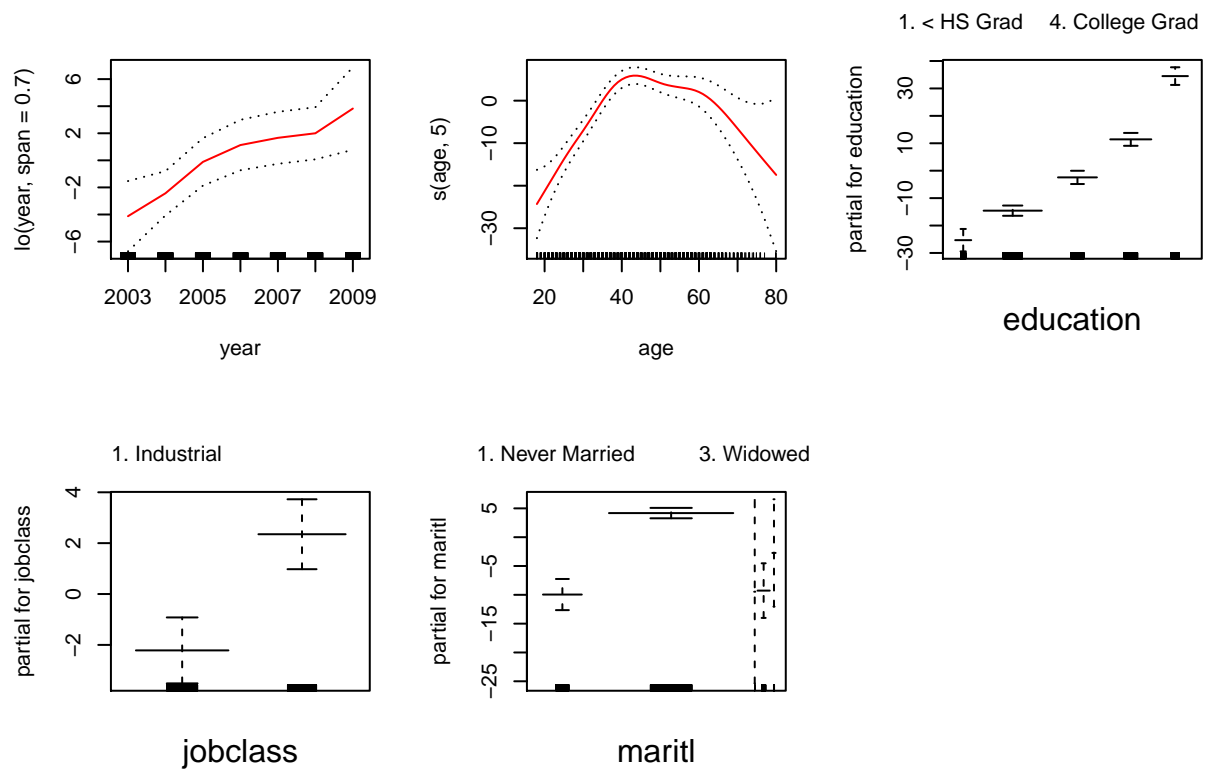 1. < HS Grad 4. College Grad
lo(year, span = 0.7)
6
2
−2
−6
2003 2005 2007 2009
year
s(age, 5)
0
−10
−30
20 40 60 80
age
partial for education
30
10
−10
−30
education
1. Industrial
partial for jobclass
4
2
0
−2
jobclass
1. Never Married 3. Widowed
partial for maritl
5
−5
−15
−25
maritl